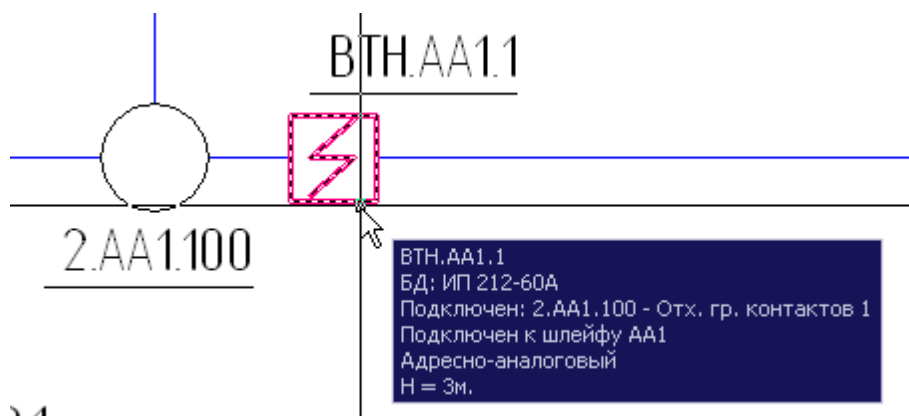 ВТН.АА1.1
2.АА1.100
ВТН.АА1.1
БД: ИП 212-60А
Подключен: 2.АА1.100 - Отх. гр. контактов 1
Подключен к шлейфу АА1
Адресно-аналоговый
Н = 3м.